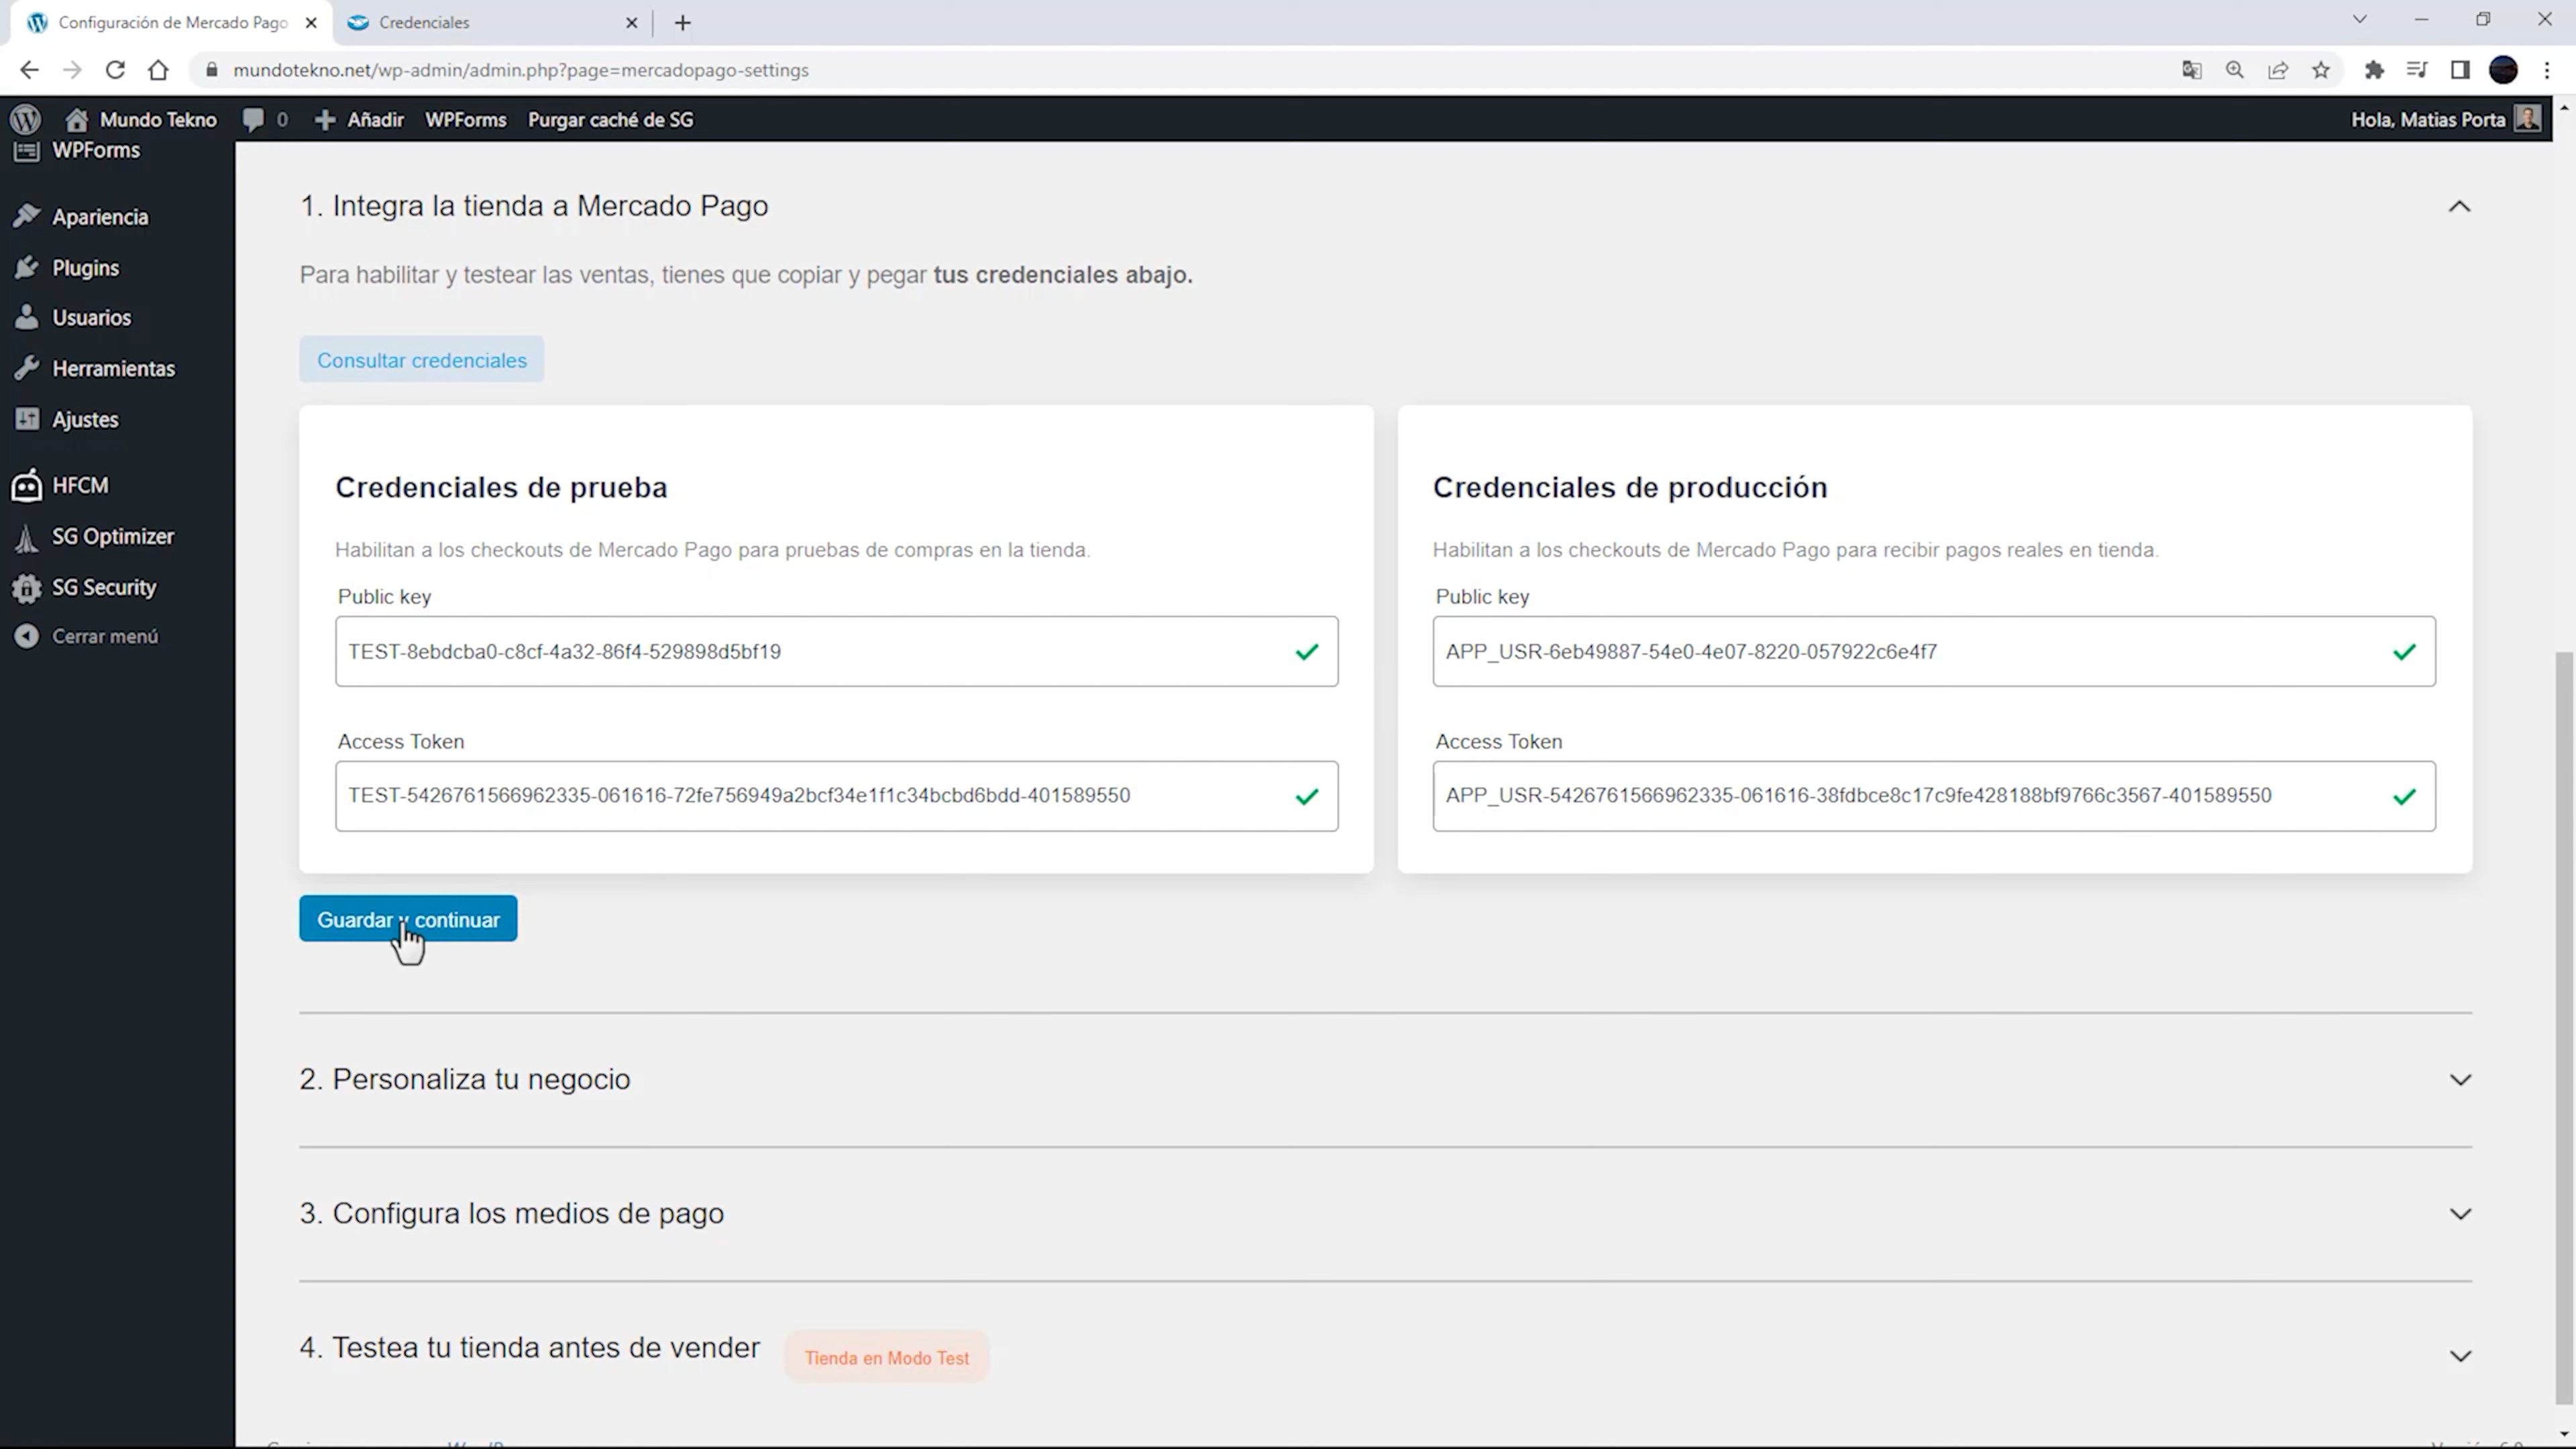 Configuración de Mercado Pago
Credenciales
mundotekno.net/wp-admin/admin.php?page=mercadopago-settings
Mundo Tekno
0
Añadir
WPForms
Purgar caché de SG
Hola, Matias Porta
WPForms
Apariencia
Plugins
Usuarios
Herramientas
Ajustes
HFCM
SG Optimizer
SG Security
Cerrar menú
1. Integra la tienda a Mercado Pago
Para habilitar y testear las ventas, tienes que copiar y pegar tus credenciales abajo.
Consultar credenciales
Credenciales de prueba
Habilitan a los checkouts de Mercado Pago para pruebas de compras en la tienda.
Public key
TEST-8ebdcba0-c8cf-4a32-86f4-529898d5bf19
Access Token
TEST-5426761566962335-061616-72fe756949a2bcf34e1f1c34bcbd6bdd-401589550
Credenciales de producción
Habilitan a los checkouts de Mercado Pago para recibir pagos reales en tienda.
Public key
APP_USR-6eb49887-54e0-4e07-8220-057922c6e4f7
Access Token
APP_USR-5426761566962335-061616-38fdbce8c17c9fe428188bf9766c3567-401589550
Guardar y continuar
2. Personaliza tu negocio
3. Configura los medios de pago
4. Testea tu tienda antes de vender
Tienda en Modo Test